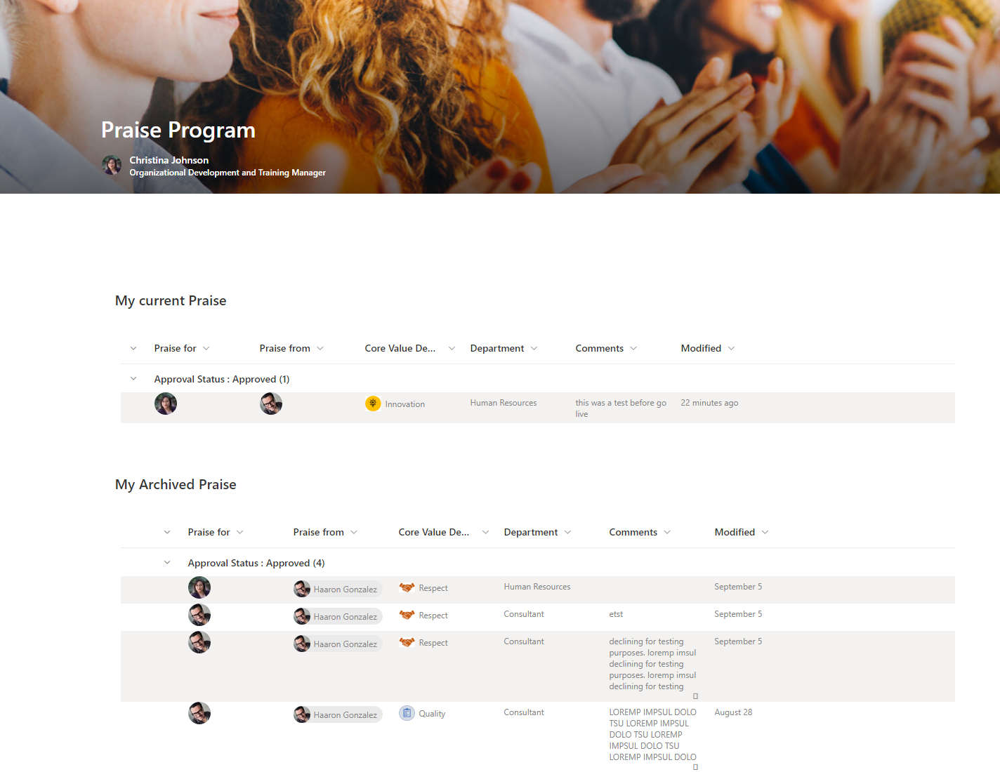 Praise Program
Christina Johnson
Organizational Development and Training Manager
My current Praise
Praise for Praise from Core Value De... Department Comments Modified
Approval Status : Approved (1)
Innovation Human Resources this was a test before go 22 minutes ago
live
My Archived Praise
Praise for Praise from Core Value De... Department Comments Modified
Approval Status : Approved (4)
Haaron Gonzalez Respect Human Resources September 5
Haaron Gonzalez Respect Consultant etst September 5
Haaron Gonzalez Respect Consultant declining for testing September 5
purposes. loremp imsul
declining for testing
purposes. loremp imsul
declining for testing
Haaron Gonzalez Quality Consultant LOREMP IMPSUL DOLO August 28
TSU LOREMP IMPSUL
DOLO TSU LOREMP
IMPSUL DOLO TSU
LOREMP IMPSUL DOLO